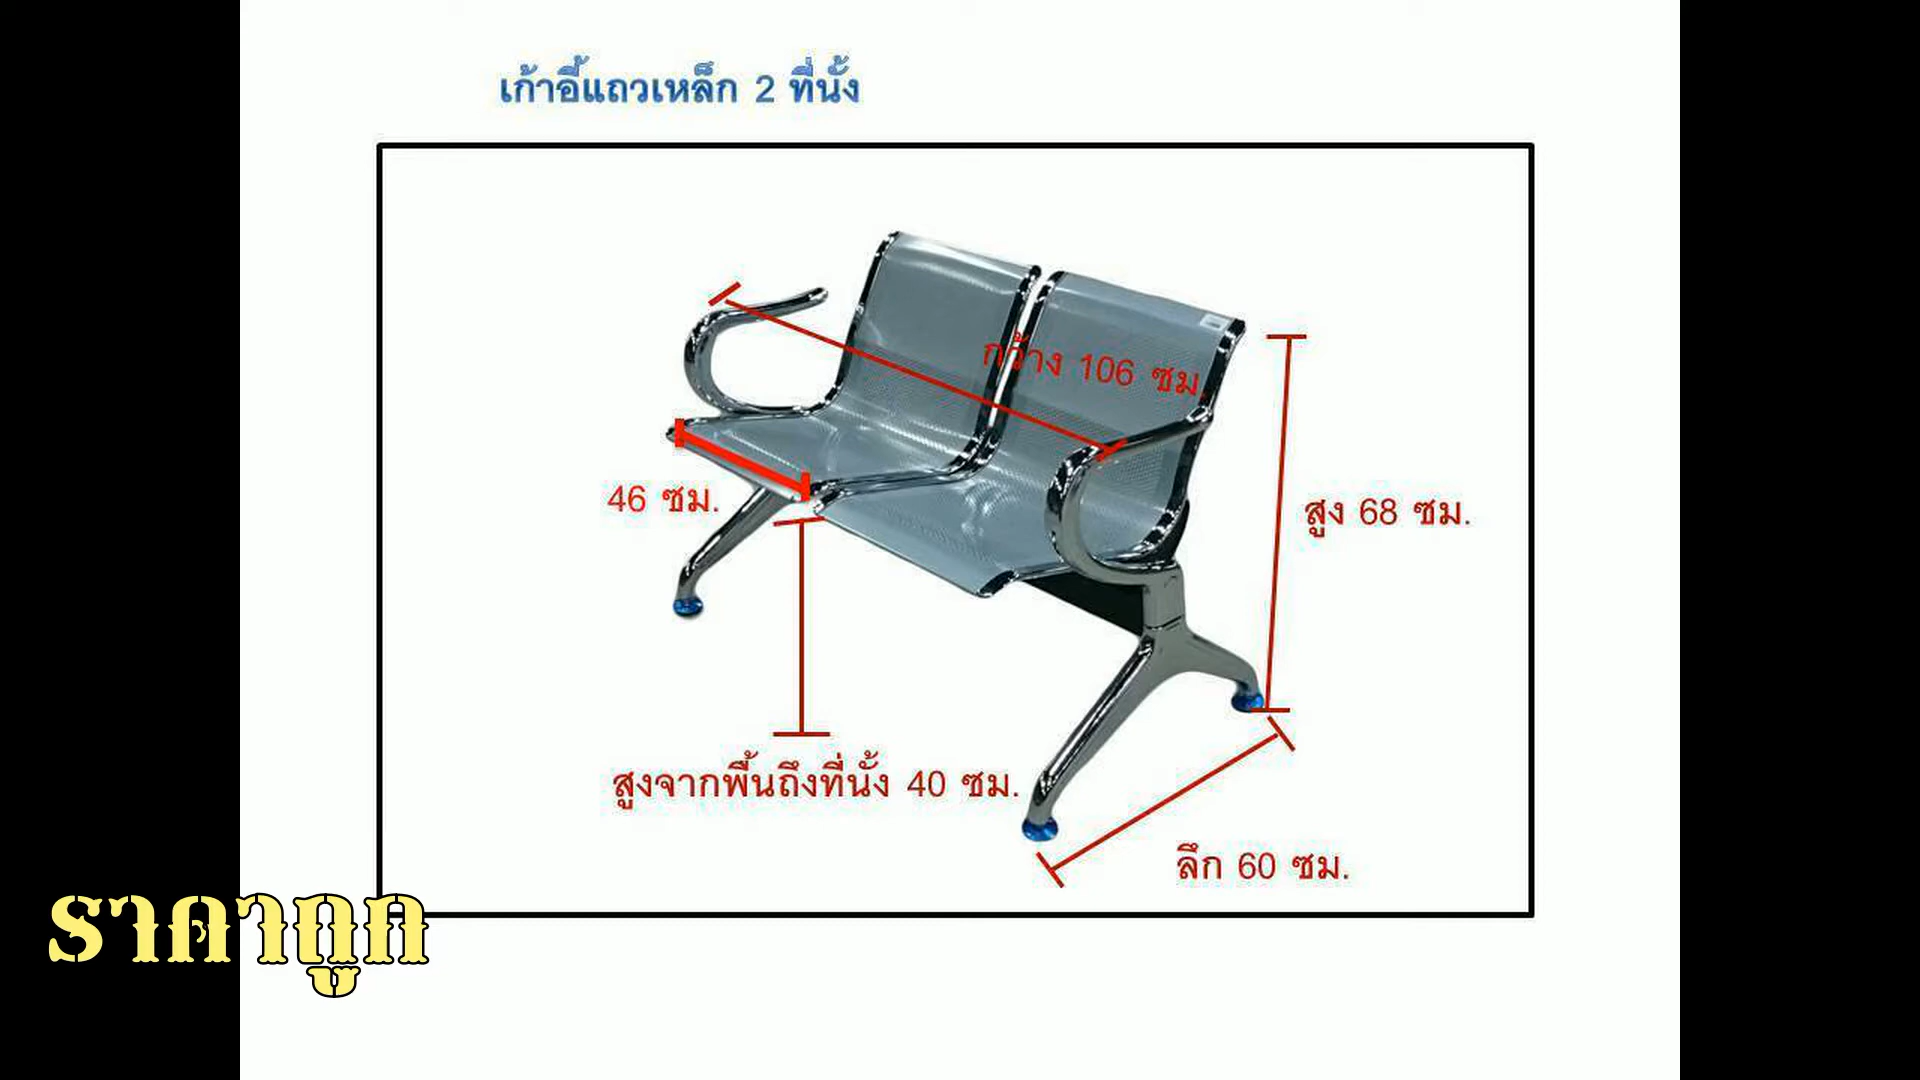 เก้าอี้แถวเหล็ก 2 ที่นั้ง
กว้าง 106 ซม.
46 ซม.
สูง 68 ซม.
สูงจากพื้นถึงที่นั้ง 40 ซม.
ลึก 60 ซม.
ราคาถูก